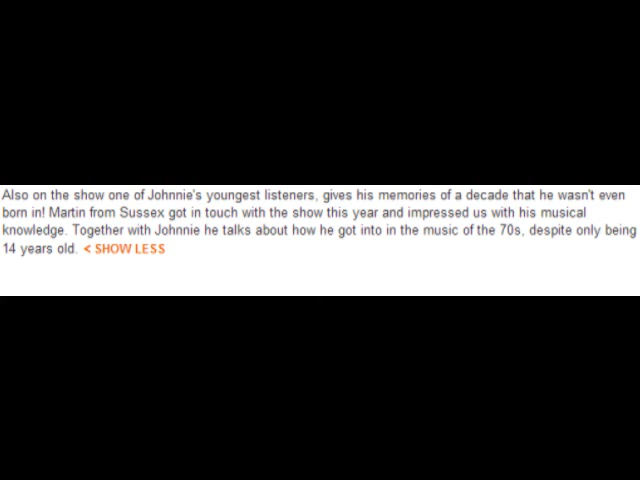 Also on the show one of Johnnie's youngest listeners, gives his memories of a decade that he wasn't even
born in! Martin from Sussex got in touch with the show this year and impressed us with his musical
knowledge. Together with Johnnie he talks about how he got into in the music of the 70s, despite only being
14 years old. < SHOW LESS